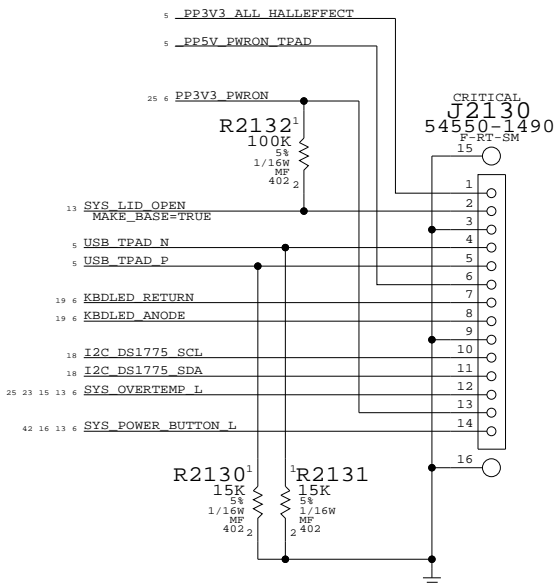 5 _PP3V3_ALL_HALLEFFECT
5 _PP5V_PWRON_TPAD
25 6 PP3V3_PWRON
CRITICAL
J2130
54550-1490
F-RT-SM
15
R2132 1
100K
5%
1/16W
MF
402 2
1
13 SYS_LID_OPEN 2
MAKE_BASE=TRUE
3
5 USB_TPAD_N 4
5 USB_TPAD_P 5
6
19 6 KBDLED_RETURN 7
19 6 KBDLED_ANODE 8
9
18 I2C_DS1775_SCL 10
18 I2C_DS1775_SDA 11
25 23 15 13 6 SYS_OVERTEMP_L 12
13
42 16 13 6 SYS_POWER_BUTTON_L 14
16
R2130 1
15K
5%
1/16W
MF
402 2
1 R2131
15K
5%
1/16W
MF
2 402